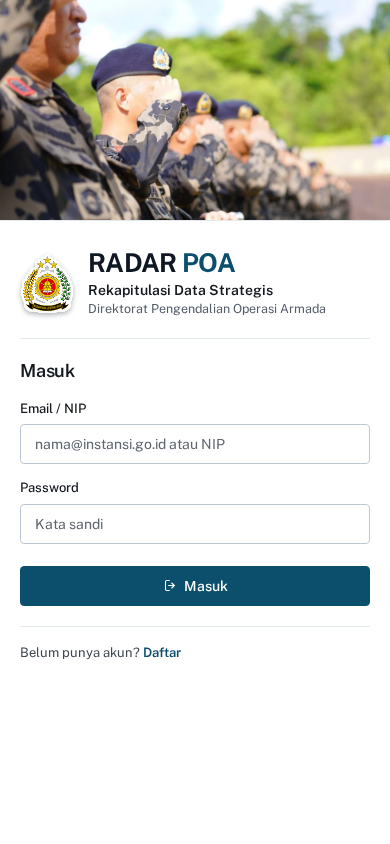 RADAR POA
Rekapitulasi Data Strategis
Direktorat Pengendalian Operasi Armada
Masuk
Email / NIP
nama@instansi.go.id atau NIP
Password
Kata sandi
Masuk
Belum punya akun? Daftar